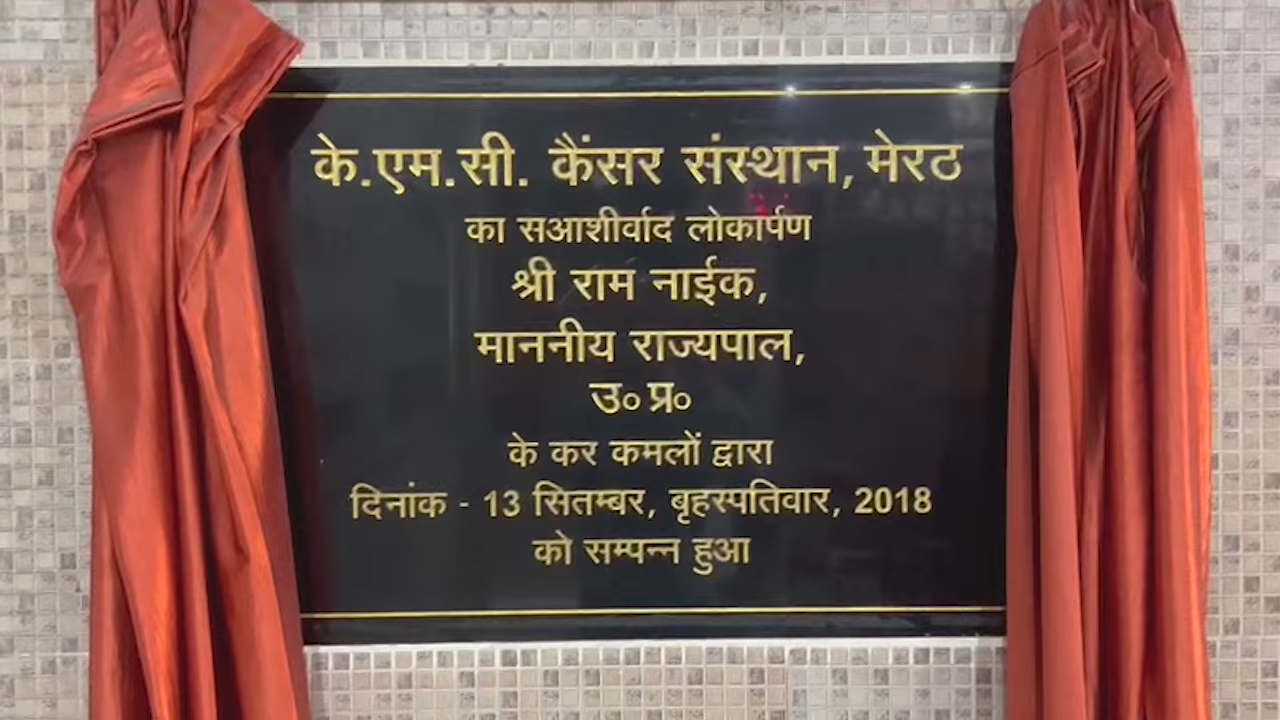 के.एम.सी. कैंसर संस्थान, मेरठ
का सआशीर्वाद लोकार्पण
श्री राम नाईक,
माननीय राज्यपाल,
उ० प्र०
के कर कमलों द्वारा
दिनांक - 13 सितम्बर, बृहस्पतिवार, 2018
को सम्पन्न हुआ